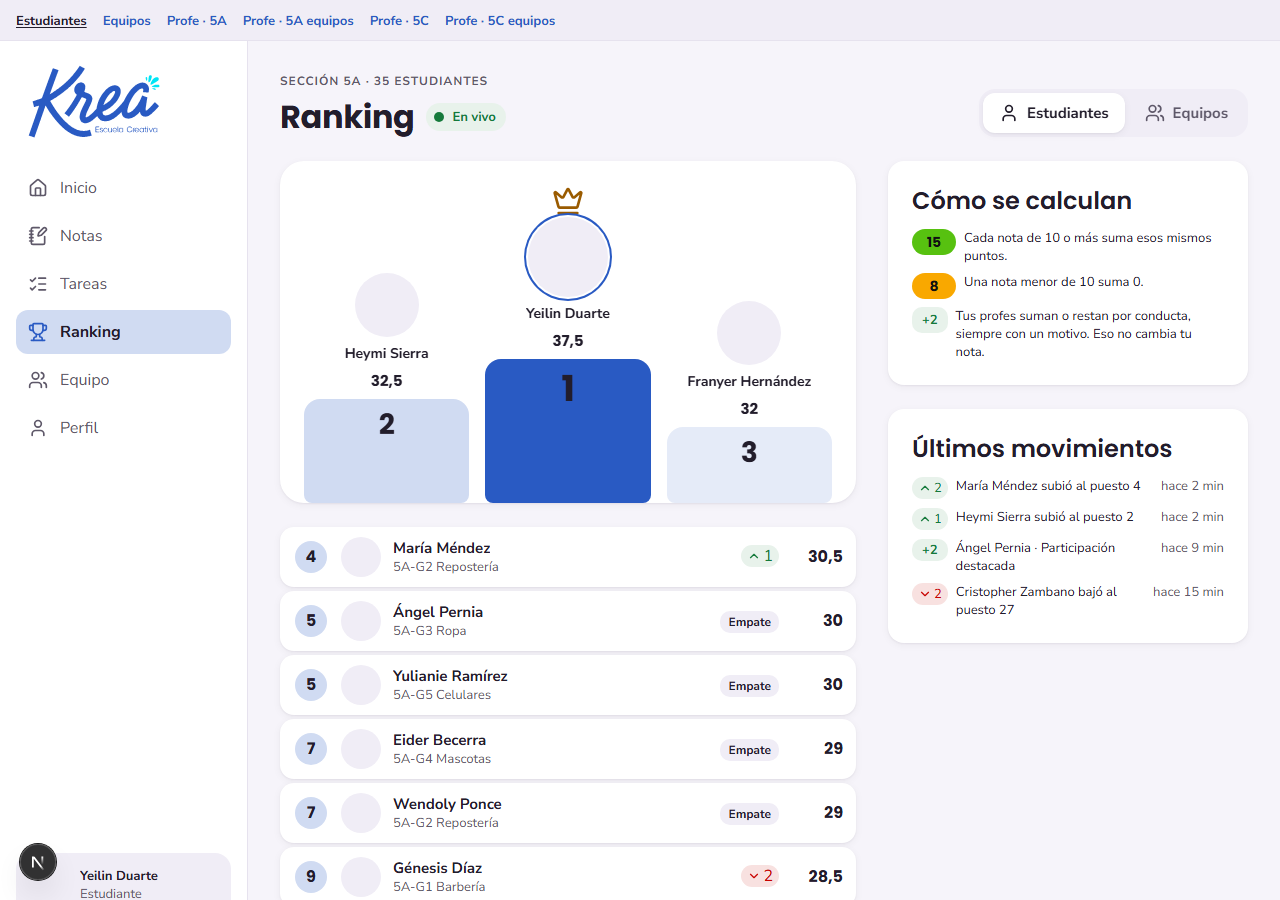 Estudiantes Equipos Profe · 5A Profe · 5A equipos Profe · 5C Profe · 5C equipos
Krea
Escuela Creativa
Inicio
Notas
Tareas
Ranking
Equipo
Perfil
N
Yeilin Duarte
Estudiante
SECCIÓN 5A · 35 ESTUDIANTES
Ranking
En vivo
Estudiantes
Equipos
Yeilin Duarte
37,5
1
Heymi Sierra
32,5
2
Franyer Hernández
32
3
4
María Méndez
5A-G2 Repostería
1
30,5
5
Ángel Pernia
5A-G3 Ropa
Empate
30
5
Yulianie Ramírez
5A-G5 Celulares
Empate
30
7
Eider Becerra
5A-G4 Mascotas
Empate
29
7
Wendoly Ponce
5A-G2 Repostería
Empate
29
9
Génesis Díaz
5A-G1 Barbería
2
28,5
Cómo se calculan
15
Cada nota de 10 o más suma esos mismos
puntos.
8
Una nota menor de 10 suma 0.
+2
Tus profes suman o restan por conducta,
siempre con un motivo. Eso no cambia tu
nota.
Últimos movimientos
2
María Méndez subió al puesto 4
hace 2 min
1
Heymi Sierra subió al puesto 2
hace 2 min
+2
Ángel Pernia · Participación
destacada
hace 9 min
2
Cristopher Zambano bajó al
puesto 27
hace 15 min